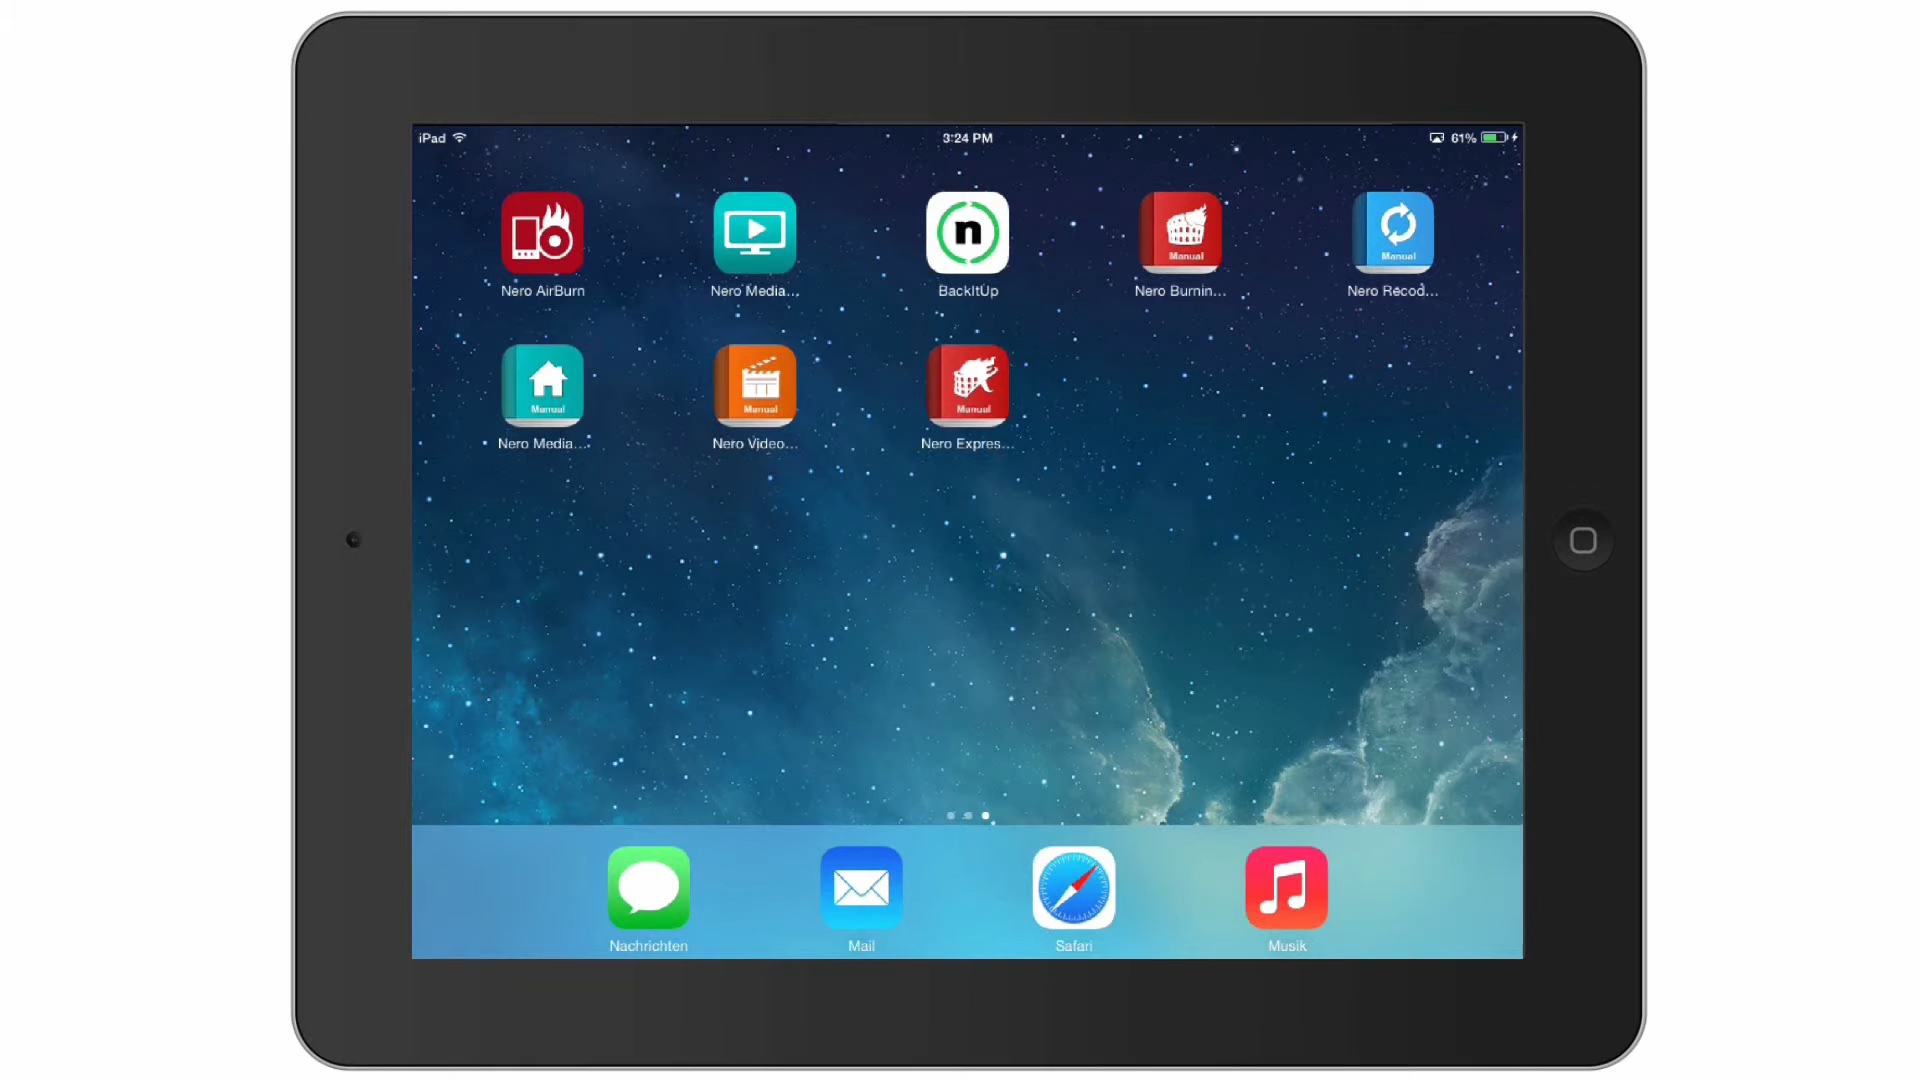 iPad 3:24 PM 61%
n Manual Manual
Nero AirBurn Nero Media... BackItUp Nero Burnin... Nero Recod...
Manual Manual Manual
Nero Media... Nero Video... Nero Expres...
Nachrichten Mail Safari Musik